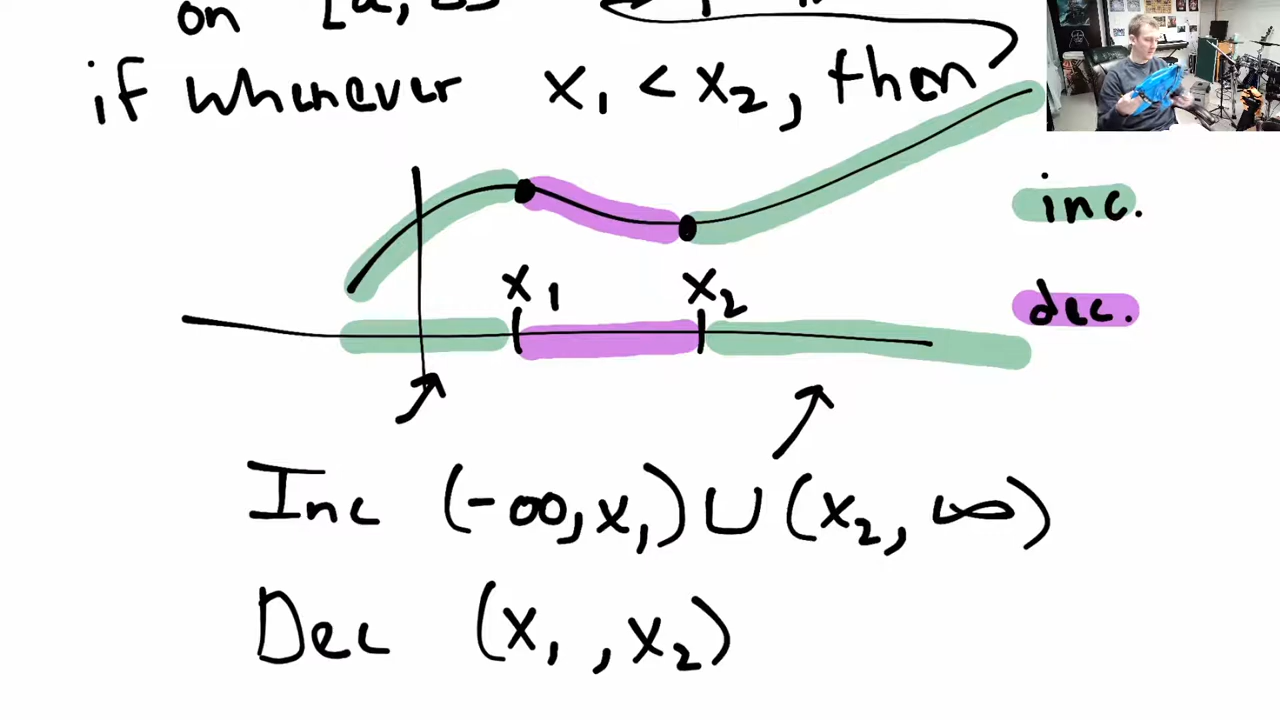 on [a, b]
if whenever x₁ < x₂, then
inc.
x₁ x₂
dec.
Inc (-∞, x₁) ∪ (x₂, ∞)
Dec (x₁, x₂)